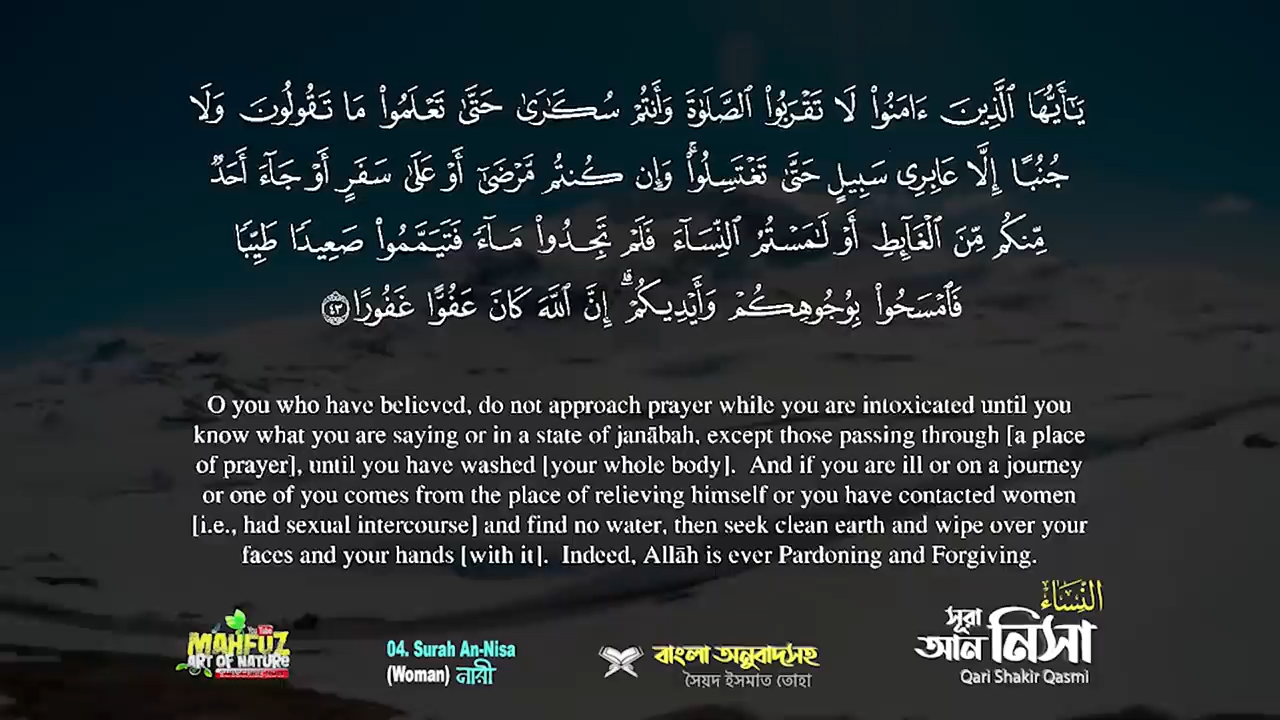 يَـٰٓأَيُّهَا ٱلَّذِينَ ءَامَنُوا۟ لَا تَقْرَبُوا۟ ٱلصَّلَوٰةَ وَأَنتُمْ سُكَـٰرَىٰ حَتَّىٰ تَعْلَمُوا۟ مَا تَقُولُونَ وَلَا
جُنُبًا إِلَّا عَابِرِى سَبِيلٍ حَتَّىٰ تَغْتَسِلُوا۟ ۚ وَإِن كُنتُم مَّرْضَىٰٓ أَوْ عَلَىٰ سَفَرٍ أَوْ جَآءَ أَحَدٌ
مِّنكُم مِّنَ ٱلْغَآئِطِ أَوْ لَـٰمَسْتُمُ ٱلنِّسَآءَ فَلَمْ تَجِدُوا۟ مَآءً فَتَيَمَّمُوا۟ صَعِيدًا طَيِّبًا
فَٱمْسَحُوا۟ بِوُجُوهِكُمْ وَأَيْدِيكُمْ ۗ إِنَّ ٱللَّهَ كَانَ عَفُوًّا غَفُورًا ٤٣
O you who have believed, do not approach prayer while you are intoxicated until you
know what you are saying or in a state of janābah, except those passing through [a place
of prayer], until you have washed [your whole body].  And if you are ill or on a journey
or one of you comes from the place of relieving himself or you have contacted women
[i.e., had sexual intercourse] and find no water, then seek clean earth and wipe over your
faces and your hands [with it].  Indeed, Allāh is ever Pardoning and Forgiving.
MAHFUZ
ART OF NATURE
04. Surah An-Nisa
(Woman) নারী
বাংলা অনুবাদসহ
সৈয়দ ইসমাত তোহা
النِّسَاءُ
সূরা
আন নিসা
Qari Shakir Qasmi